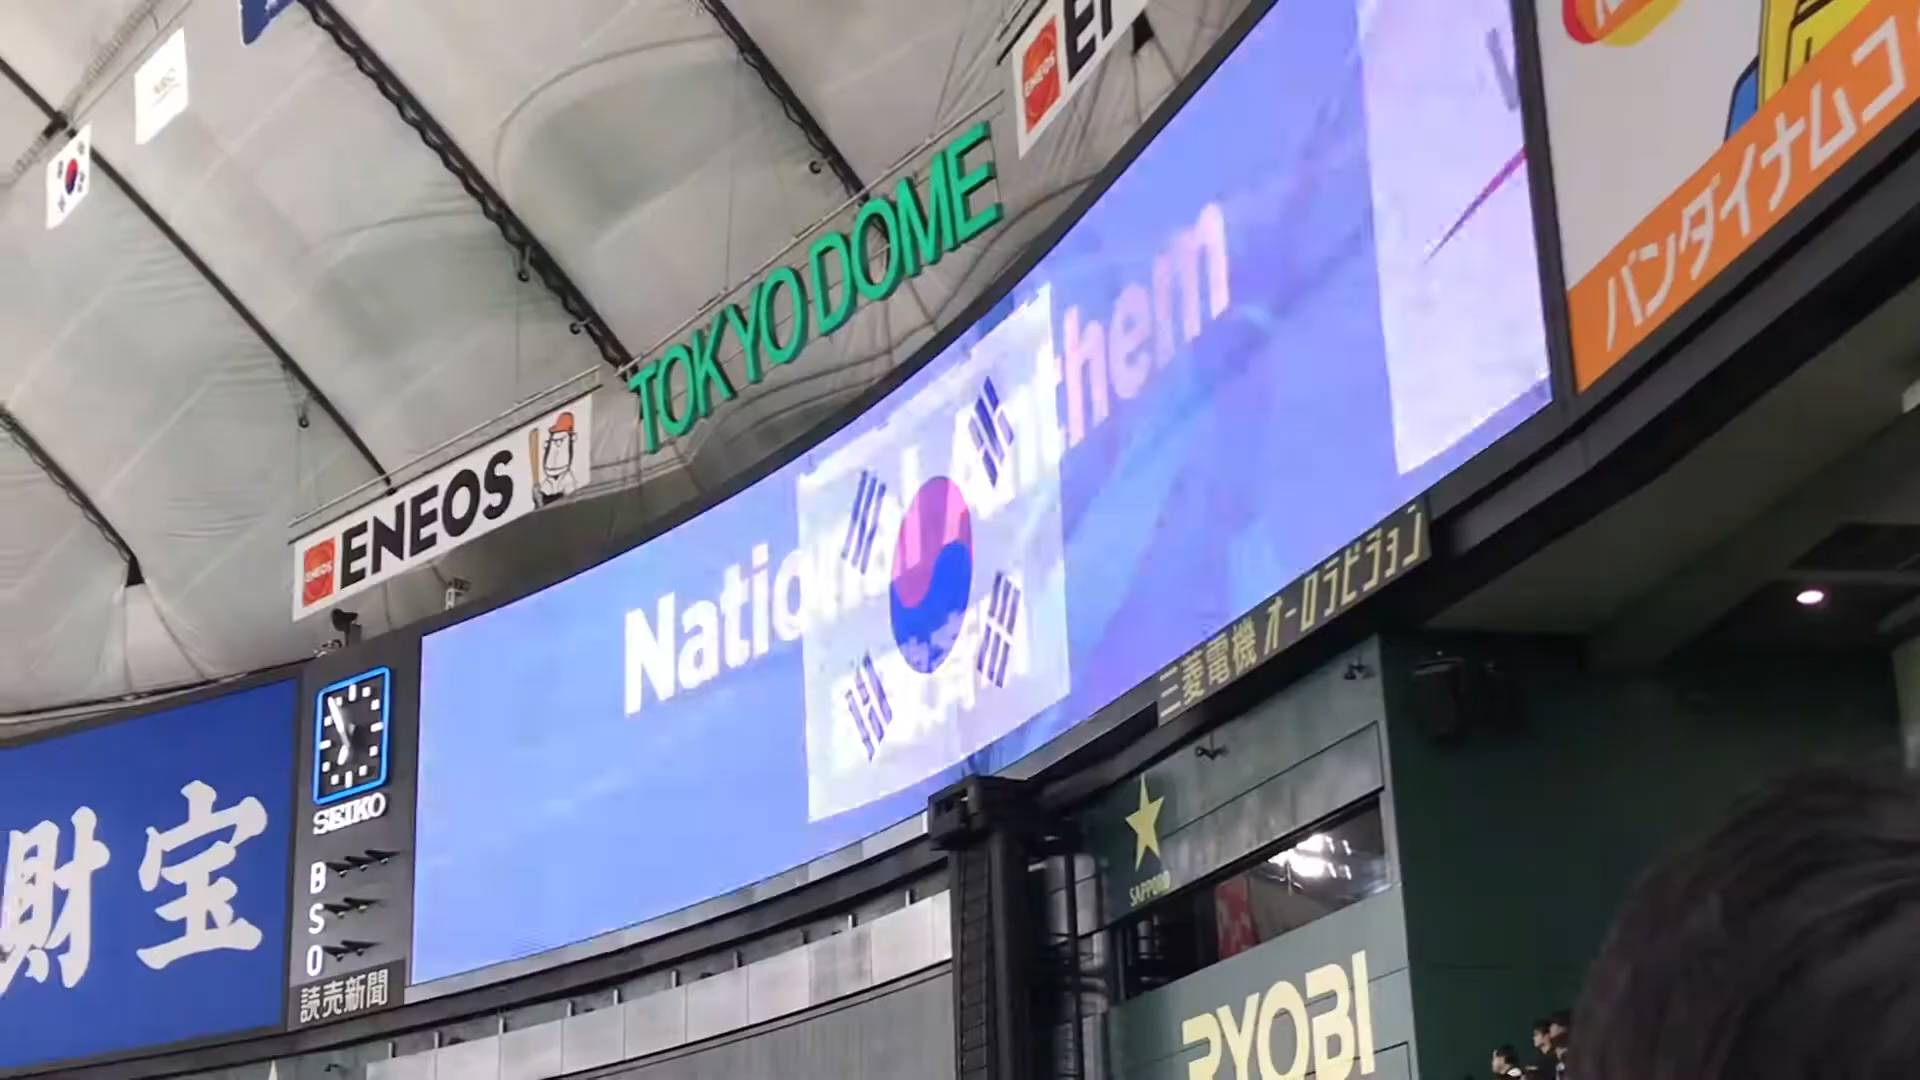 TOKYO DOME
ENEOS
ENEOS
ENEOS
National Anthem
バンダイナムコ
三菱電機 オーロラビジョン
財宝
SEIKO
B
S
O
読売新聞
SAPPORO
RYOBI